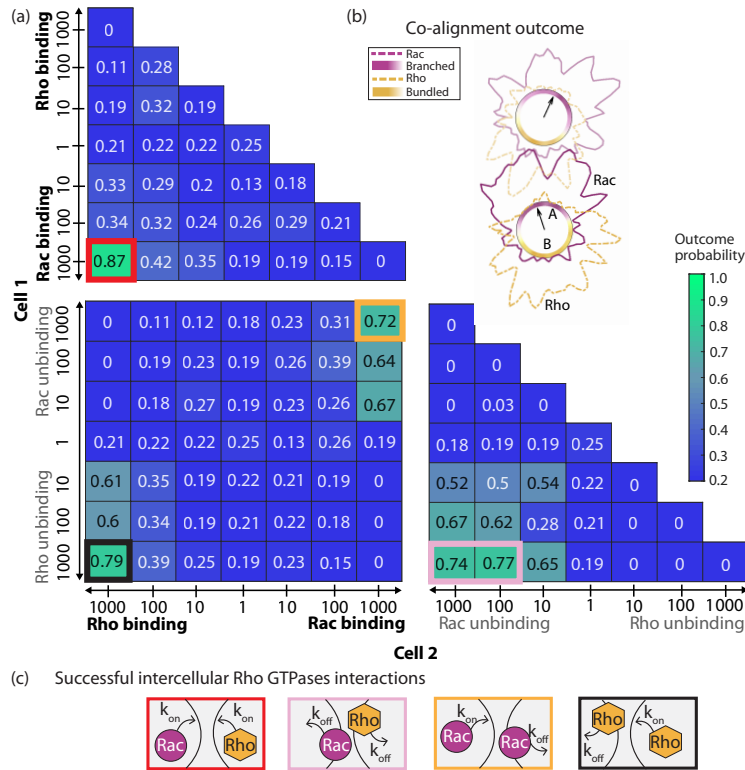 (a)
(b)
Co-alignment outcome
Rac
Branched
Rho
Bundled
Rac
A
B
Rho
Cell 1
Rho binding
Rac binding
1000 0
100 0.11 0.28
10 0.19 0.32 0.19
1 0.21 0.22 0.22 0.25
10 0.33 0.29 0.2 0.13 0.18
100 0.34 0.32 0.24 0.26 0.29 0.21
1000 0.87 0.42 0.35 0.19 0.19 0.15 0
Outcome
probability
1.0
0.9
0.8
0.7
0.6
0.5
0.4
0.3
0.2
Rac unbinding
Rho unbinding
1000 0 0.11 0.12 0.18 0.23 0.31 0.72
100 0 0.19 0.23 0.19 0.26 0.39 0.64
10 0 0.18 0.27 0.19 0.23 0.26 0.67
1 0.21 0.22 0.22 0.25 0.13 0.26 0.19
10 0.61 0.35 0.19 0.22 0.21 0.19 0
100 0.6 0.34 0.19 0.21 0.22 0.18 0
1000 0.79 0.39 0.25 0.19 0.23 0.15 0
1000 100 10 1 10 100 1000
Rho binding Rac binding
0
0 0
0 0.03 0
0.18 0.19 0.19 0.25
0.52 0.5 0.54 0.22 0
0.67 0.62 0.28 0.21 0 0
0.74 0.77 0.65 0.19 0 0 0
1000 100 10 1 10 100 1000
Rac unbinding Rho unbinding
Cell 2
(c) Successful intercellular Rho GTPases interactions
kon kon
Rac Rho
koff Rho
Rac koff
kon
Rac Rac koff
Rho kon
koff Rho